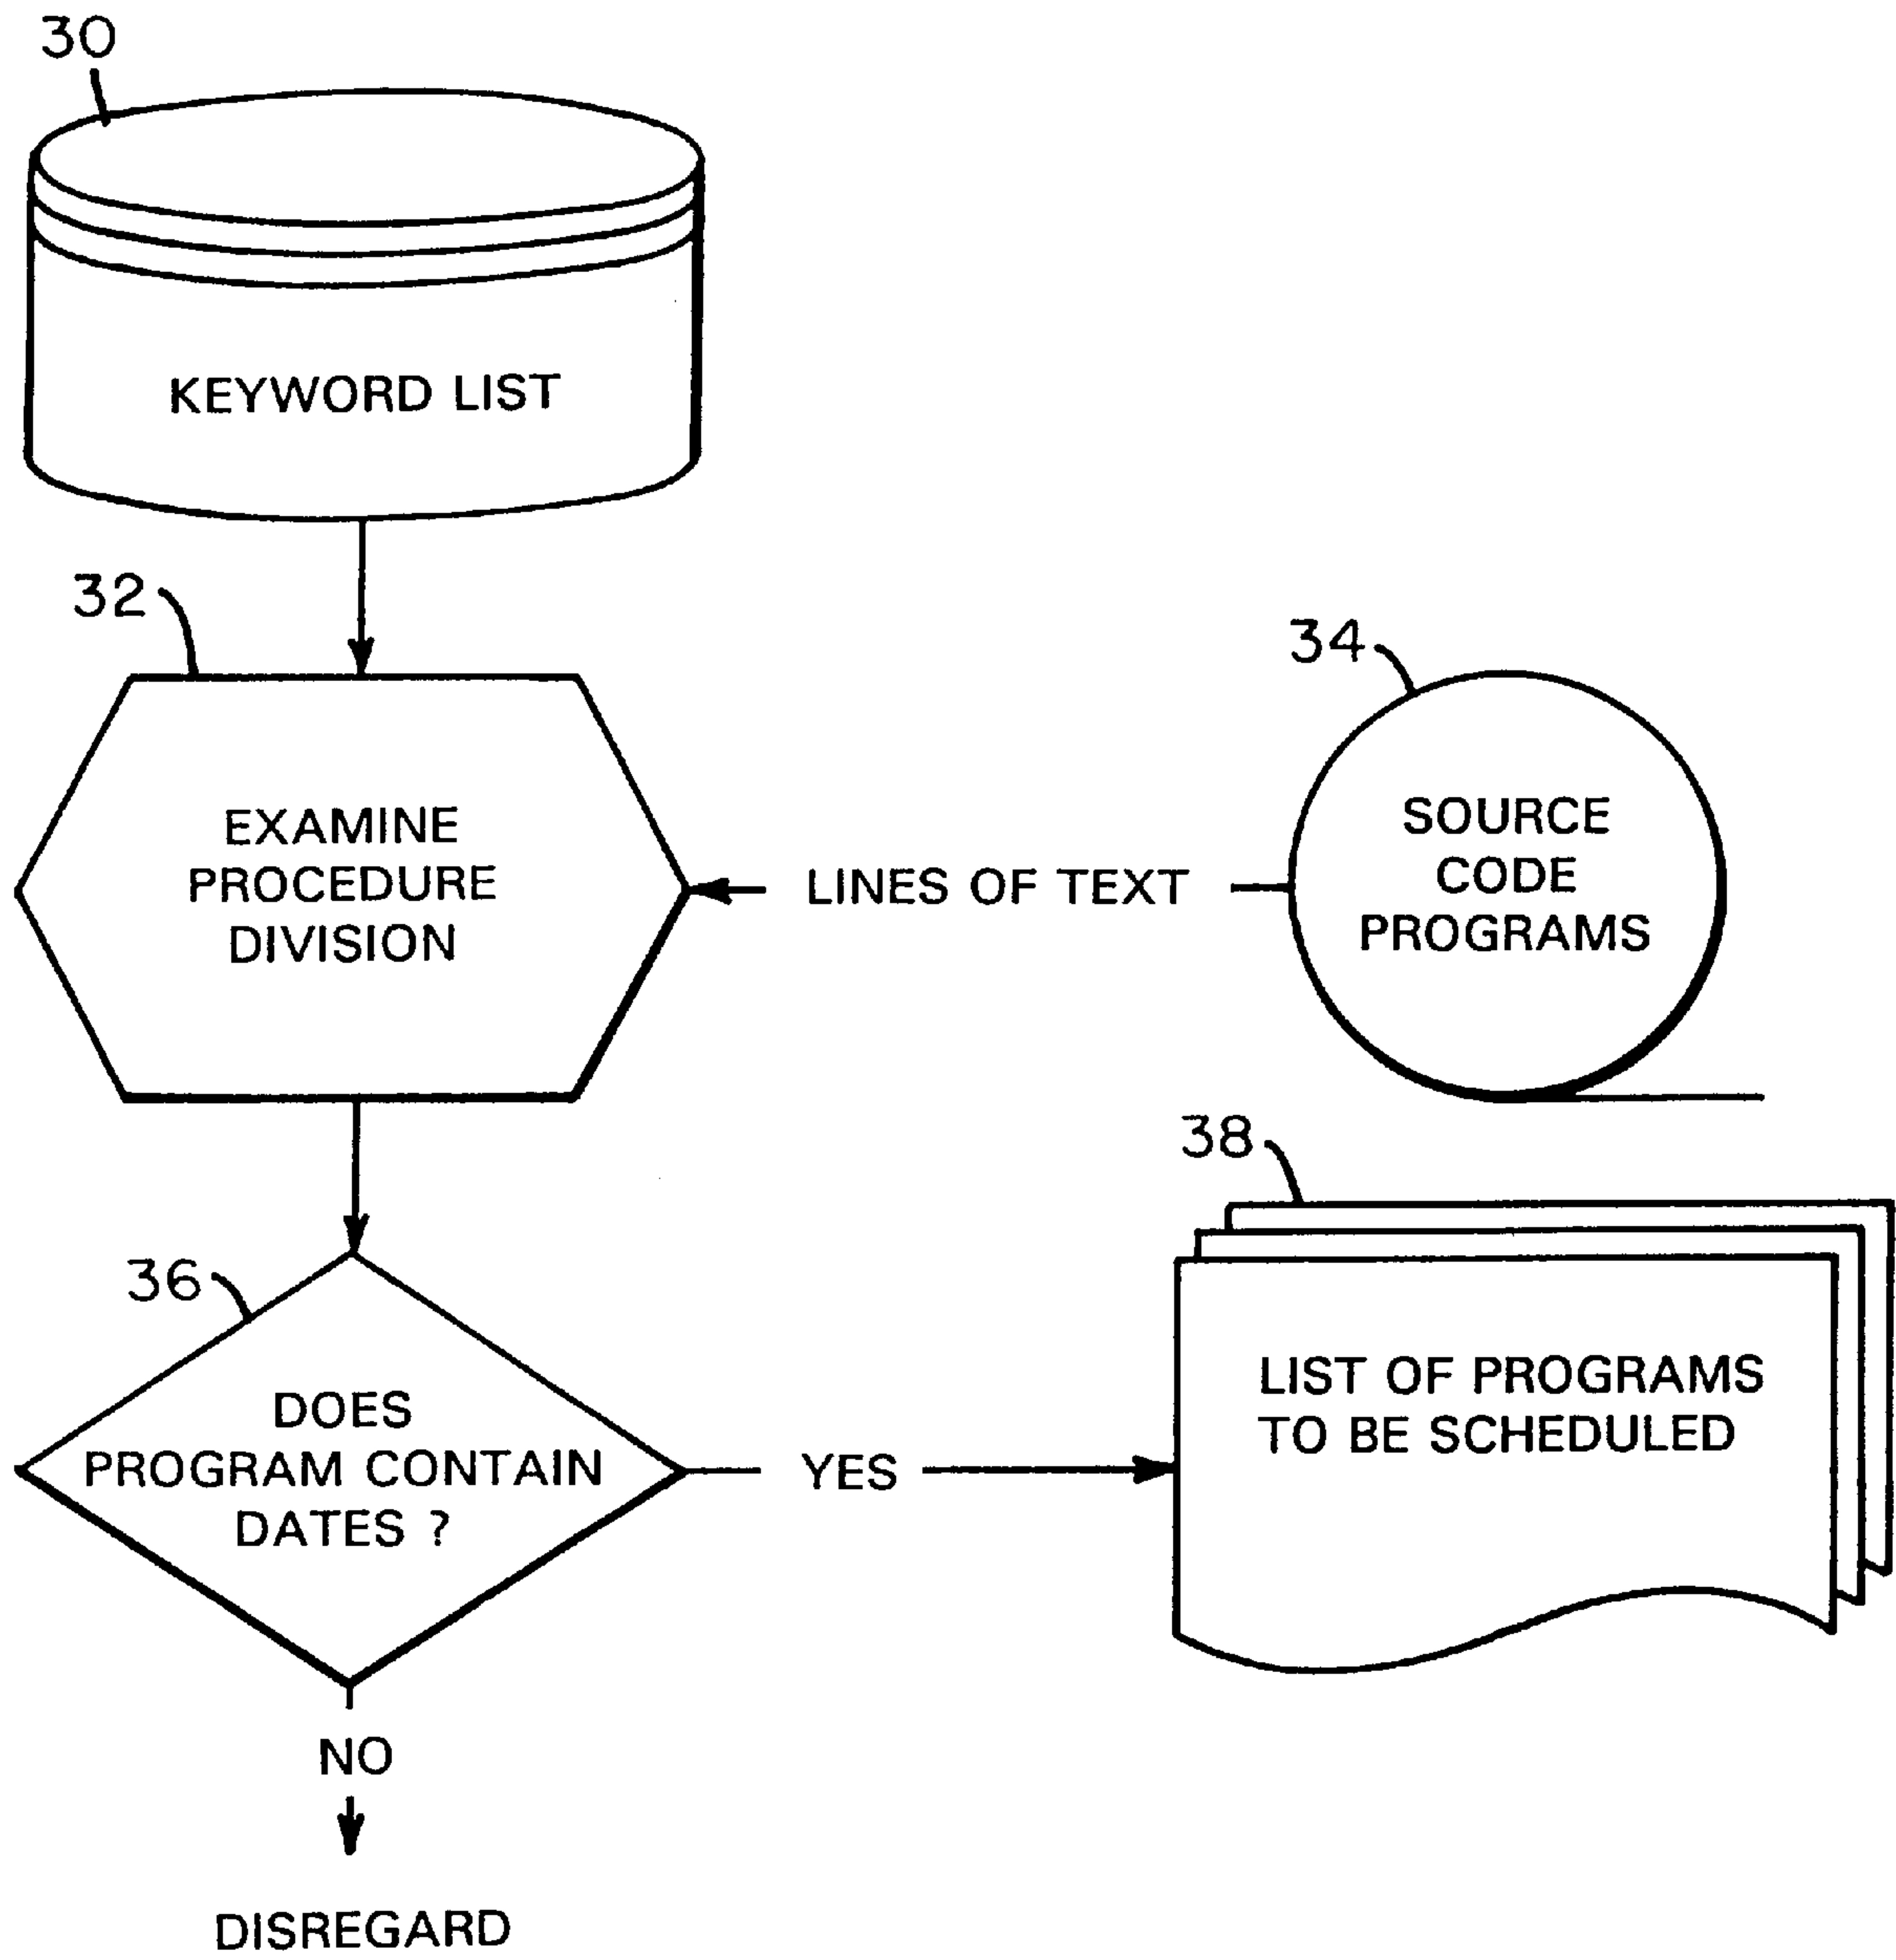 30
KEYWORD LIST
32
EXAMINE
PROCEDURE
DIVISION
LINES OF TEXT
34
SOURCE
CODE
PROGRAMS
36
DOES
PROGRAM CONTAIN
DATES ?
YES
38
LIST OF PROGRAMS
TO BE SCHEDULED
NO
DISREGARD